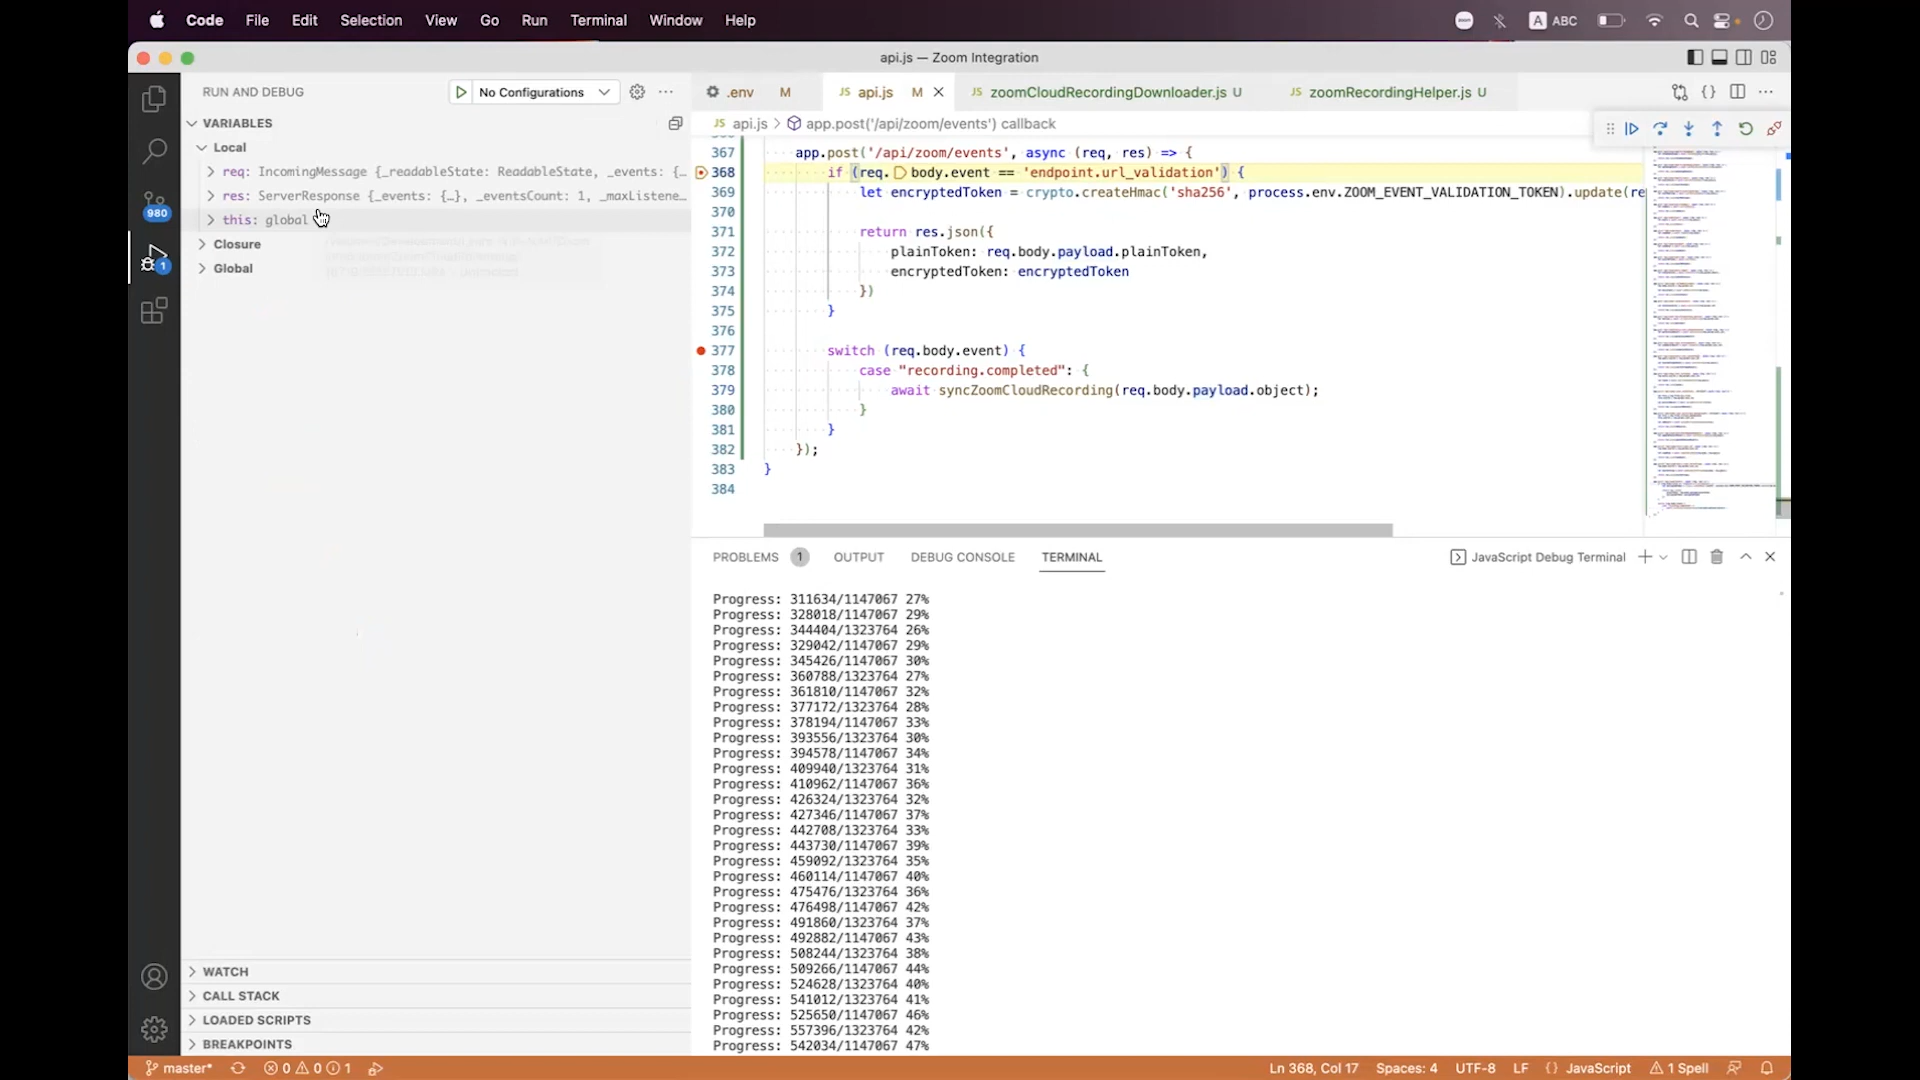 Code File Edit Selection View Go Run Terminal Window Help
A ABC
api.js — Zoom Integration
RUN AND DEBUG
No Configurations
.env M
JS api.js M
JS zoomCloudRecordingDownloader.js U
JS zoomRecordingHelper.js U
VARIABLES
JS api.js > app.post('/api/zoom/events') callback
Local
req: IncomingMessage {_readableState: ReadableState, _events: {…
res: ServerResponse {_events: {…}, _eventsCount: 1, _maxListene…
this: global
Closure
Global
980
1
367 app.post('/api/zoom/events', async (req, res) => {
368 if (req. body.event == 'endpoint.url_validation') {
369 let encryptedToken = crypto.createHmac('sha256', process.env.ZOOM_EVENT_VALIDATION_TOKEN).update(re
370
371 return res.json({
372 plainToken: req.body.payload.plainToken,
373 encryptedToken: encryptedToken
374 })
375 }
376
377 switch (req.body.event) {
378 case "recording.completed": {
379 await syncZoomCloudRecording(req.body.payload.object);
380 }
381 }
382 });
383 }
384
PROBLEMS 1 OUTPUT DEBUG CONSOLE TERMINAL
JavaScript Debug Terminal
Progress: 311634/1147067 27%
Progress: 328018/1147067 29%
Progress: 344404/1323764 26%
Progress: 329042/1147067 29%
Progress: 345426/1147067 30%
Progress: 360788/1323764 27%
Progress: 361810/1147067 32%
Progress: 377172/1323764 28%
Progress: 378194/1147067 33%
Progress: 393556/1323764 30%
Progress: 394578/1147067 34%
Progress: 409940/1323764 31%
Progress: 410962/1147067 36%
Progress: 426324/1323764 32%
Progress: 427346/1147067 37%
Progress: 442708/1323764 33%
Progress: 443730/1147067 39%
Progress: 459092/1323764 35%
Progress: 460114/1147067 40%
Progress: 475476/1323764 36%
Progress: 476498/1147067 42%
Progress: 491860/1323764 37%
Progress: 492882/1147067 43%
Progress: 508244/1323764 38%
Progress: 509266/1147067 44%
Progress: 524628/1323764 40%
Progress: 541012/1323764 41%
Progress: 525650/1147067 46%
Progress: 557396/1323764 42%
Progress: 542034/1147067 47%
WATCH
CALL STACK
LOADED SCRIPTS
BREAKPOINTS
master* 0 0 1
Ln 368, Col 17 Spaces: 4 UTF-8 LF {} JavaScript 1 Spell